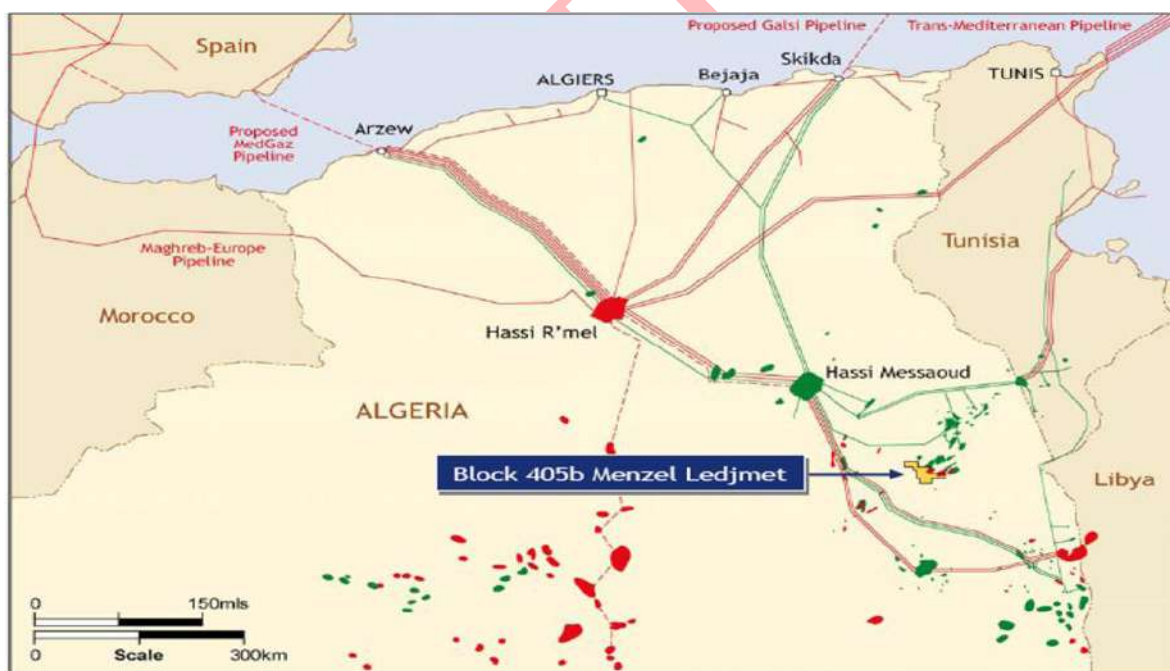 Proposed Galsi Pipeline
Trans-Mediterranean Pipeline
Spain
Skikda
ALGIERS
Bejaja
TUNIS
Arzew
Proposed
MedGaz
Pipeline
Tunisia
Maghreb-Europe
Pipeline
Morocco
Hassi R'mel
Hassi Messaoud
ALGERIA
Block 405b Menzel Ledjmet
Libya
0 150mls
0 Scale 300km